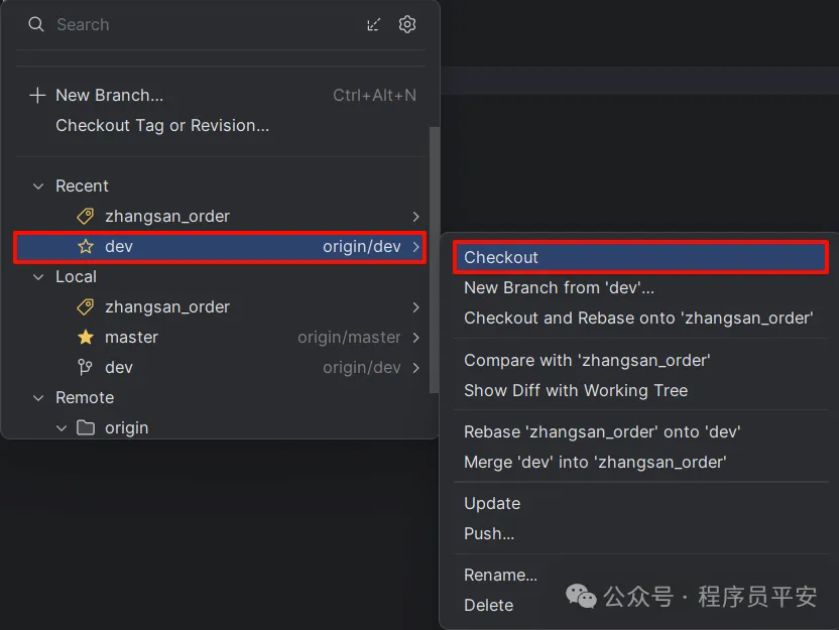 Search
New Branch... Ctrl+Alt+N
Checkout Tag or Revision...
Recent
zhangsan_order
dev origin/dev
Local
zhangsan_order
master origin/master
dev origin/dev
Remote
origin
Checkout
New Branch from 'dev'...
Checkout and Rebase onto 'zhangsan_order'
Compare with 'zhangsan_order'
Show Diff with Working Tree
Rebase 'zhangsan_order' onto 'dev'
Merge 'dev' into 'zhangsan_order'
Update
Push...
Rename...
Delete
公众号 · 程序员平安